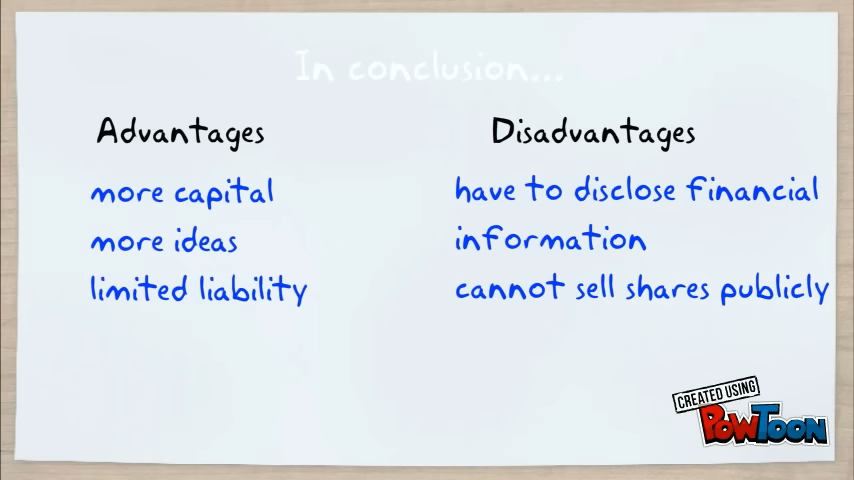 In conclusion...
Advantages
more capital
more ideas
limited liability
Disadvantages
have to disclose financial
information
cannot sell shares publicly
CREATED USING
POWTOON